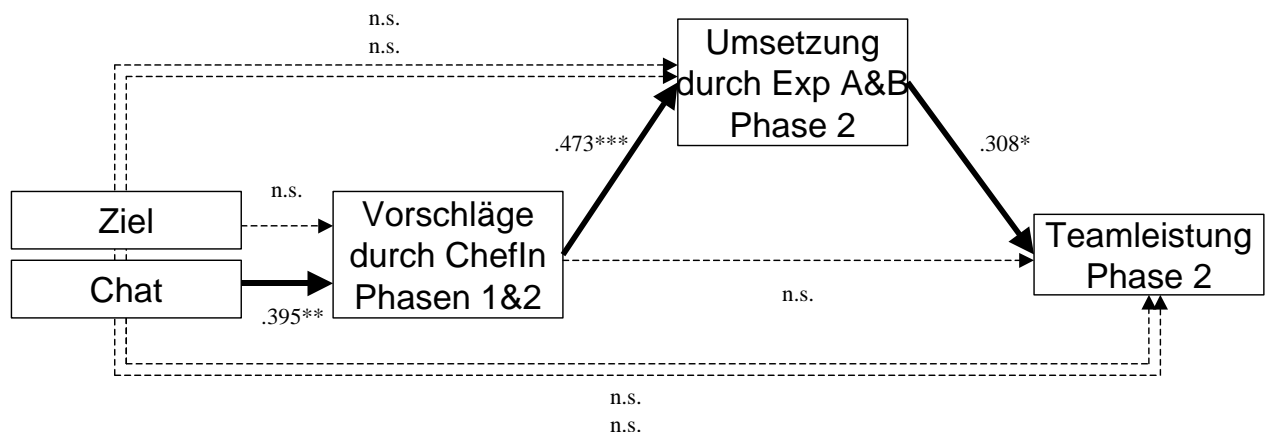 n.s.
n.s.
Umsetzung
durch Exp A&B
Phase 2
.473***
.308*
n.s.
Ziel
Chat
.395**
Vorschläge
durch ChefIn
Phasen 1&2
n.s.
Teamleistung
Phase 2
n.s.
n.s.